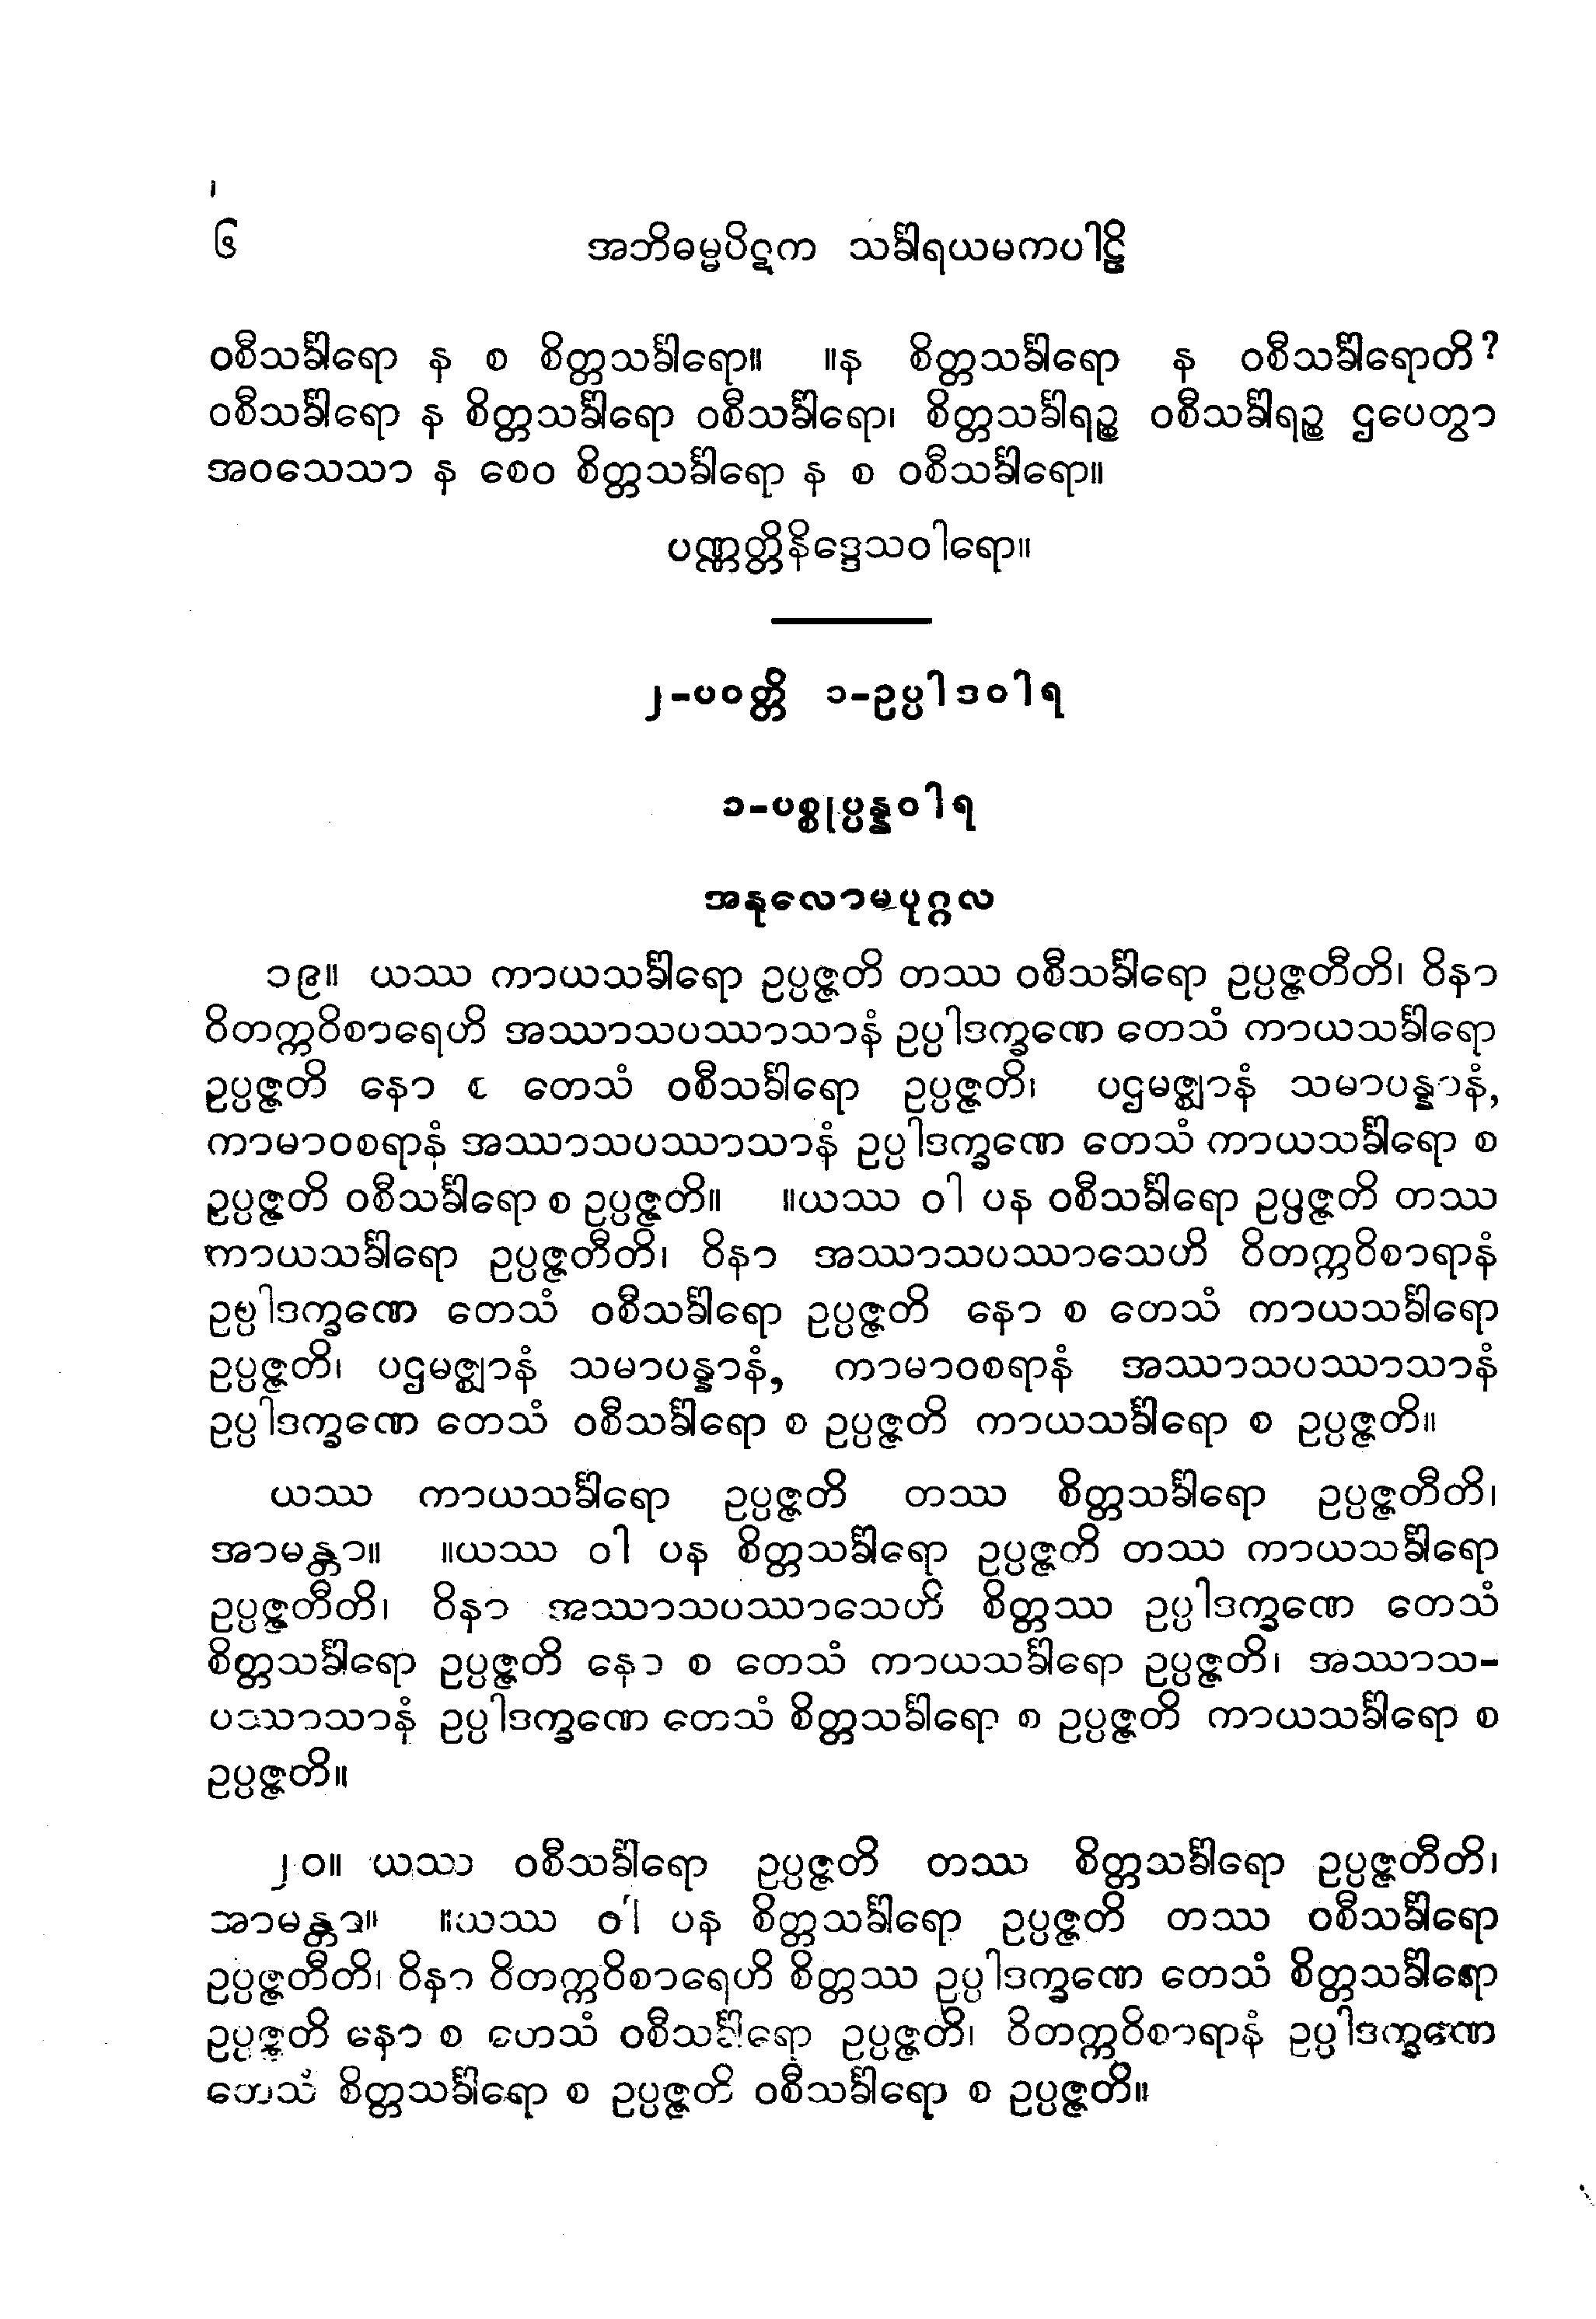 ၆ အဘိဓမ္မပိဋက သင်္ခါရယမကပါဠိ
ဝစီသင်္ခါရော န စ စိတ္တသင်္ခါရော။ ။န စိတ္တသင်္ခါရော န ဝစီသင်္ခါရောတိ?
ဝစီသင်္ခါရော န စိတ္တသင်္ခါရော ဝစီသင်္ခါရော၊ စိတ္တသင်္ခါရဉ္စ ဝစီသင်္ခါရဉ္စ ဌပေတွာ
အဝသေသာ န စေဝ စိတ္တသင်္ခါရော န စ ဝစီသင်္ခါရော။
ပဏ္ဏတ္တိနိဒ္ဒေသဝါရော။
၂-ပဝတ္တိ ၁-ဥပ္ပါဒဝါရ
၁-ပစ္စုပ္ပန္နဝါရ
အနုလောမပုဂ္ဂလ
၁၉။ ယဿ ကာယသင်္ခါရော ဥပ္ပဇ္ဇတိ တဿ ဝစီသင်္ခါရော ဥပ္ပဇ္ဇတီတိ၊ ဝိနာ
ဝိတက္ကဝိစာရေဟိ အဿာသပဿာသာနံ ဥပ္ပါဒက္ခဏေ တေသံ ကာယသင်္ခါရော
ဥပ္ပဇ္ဇတိ နော စ တေသံ ဝစီသင်္ခါရော ဥပ္ပဇ္ဇတိ၊ ပဌမဇ္ဈာနံ သမာပန္နာနံ,
ကာမာဝစရာနံ အဿာသပဿာသာနံ ဥပ္ပါဒက္ခဏေ တေသံ ကာယသင်္ခါရော စ
ဥပ္ပဇ္ဇတိ ဝစီသင်္ခါရော စ ဥပ္ပဇ္ဇတိ။ ။ယဿ ဝါ ပန ဝစီသင်္ခါရော ဥပ္ပဇ္ဇတိ တဿ
ကာယသင်္ခါရော ဥပ္ပဇ္ဇတီတိ၊ ဝိနာ အဿာသပဿာသေဟိ ဝိတက္ကဝိစာရာနံ
ဥပ္ပါဒက္ခဏေ တေသံ ဝစီသင်္ခါရော ဥပ္ပဇ္ဇတိ နော စ တေသံ ကာယသင်္ခါရော
ဥပ္ပဇ္ဇတိ၊ ပဌမဇ္ဈာနံ သမာပန္နာနံ, ကာမာဝစရာနံ အဿာသပဿာသာနံ
ဥပ္ပါဒက္ခဏေ တေသံ ဝစီသင်္ခါရော စ ဥပ္ပဇ္ဇတိ ကာယသင်္ခါရော စ ဥပ္ပဇ္ဇတိ။
ယဿ ကာယသင်္ခါရော ဥပ္ပဇ္ဇတိ တဿ စိတ္တသင်္ခါရော ဥပ္ပဇ္ဇတီတိ၊
အာမန္တာ။ ။ယဿ ဝါ ပန စိတ္တသင်္ခါရော ဥပ္ပဇ္ဇတိ တဿ ကာယသင်္ခါရော
ဥပ္ပဇ္ဇတီတိ၊ ဝိနာ အဿာသပဿာသေဟိ စိတ္တဿ ဥပ္ပါဒက္ခဏေ တေသံ
စိတ္တသင်္ခါရော ဥပ္ပဇ္ဇတိ နော စ တေသံ ကာယသင်္ခါရော ဥပ္ပဇ္ဇတိ၊ အဿာသ-
ပဿာသာနံ ဥပ္ပါဒက္ခဏေ တေသံ စိတ္တသင်္ခါရော စ ဥပ္ပဇ္ဇတိ ကာယသင်္ခါရော စ
ဥပ္ပဇ္ဇတိ။
၂၀။ ယဿ ဝစီသင်္ခါရော ဥပ္ပဇ္ဇတိ တဿ စိတ္တသင်္ခါရော ဥပ္ပဇ္ဇတီတိ၊
အာမန္တာ။ ။ယဿ ဝါ ပန စိတ္တသင်္ခါရော ဥပ္ပဇ္ဇတိ တဿ ဝစီသင်္ခါရော
ဥပ္ပဇ္ဇတီတိ၊ ဝိနာ ဝိတက္ကဝိစာရေဟိ စိတ္တဿ ဥပ္ပါဒက္ခဏေ တေသံ စိတ္တသင်္ခါရော
ဥပ္ပဇ္ဇတိ နော စ တေသံ ဝစီသင်္ခါရော ဥပ္ပဇ္ဇတိ၊ ဝိတက္ကဝိစာရာနံ ဥပ္ပါဒက္ခဏေ
တေသံ စိတ္တသင်္ခါရော စ ဥပ္ပဇ္ဇတိ ဝစီသင်္ခါရော စ ဥပ္ပဇ္ဇတိ။